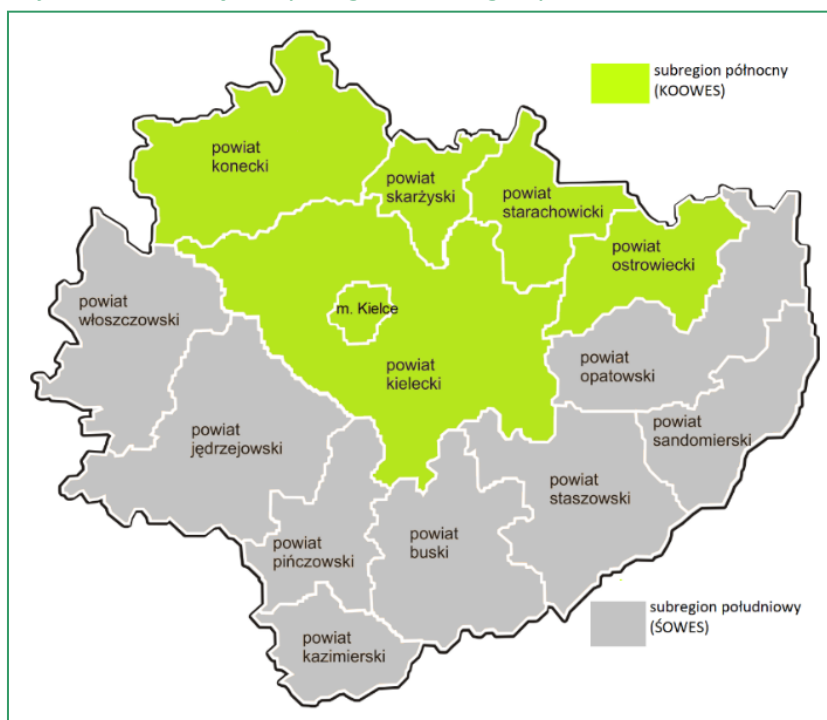 subregion północny
(KOOWES)
powiat
konecki
powiat
skarżyski
powiat
starachowicki
powiat
ostrowiecki
powiat
włoszczowski
m. Kielce
powiat
kielecki
powiat
opatowski
powiat
sandomierski
powiat
jędrzejowski
powiat
staszowski
powiat
pińczowski
powiat
buski
subregion południowy
(ŚOWES)
powiat
kazimierski